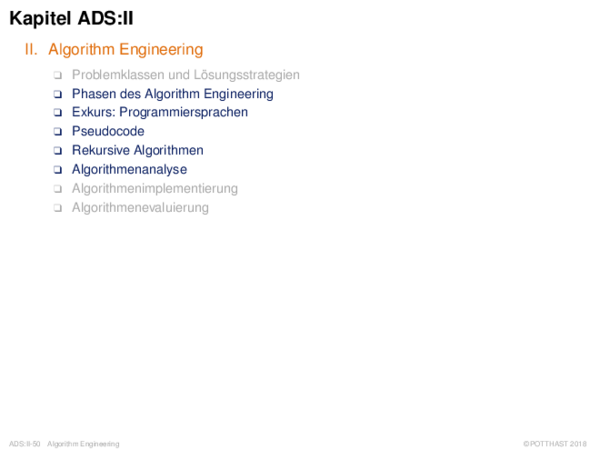 Kapitel ADS:II
II. Algorithm Engineering
❑ Problemklassen und Lösungsstrategien
❑ Phasen des Algorithm Engineering
❑ Exkurs: Programmiersprachen
❑ Pseudocode
❑ Rekursive Algorithmen
❑ Algorithmenanalyse
❑ Algorithmenimplementierung
❑ Algorithmenevaluierung
ADS:II-50 Algorithm Engineering
©POTTHAST 2018